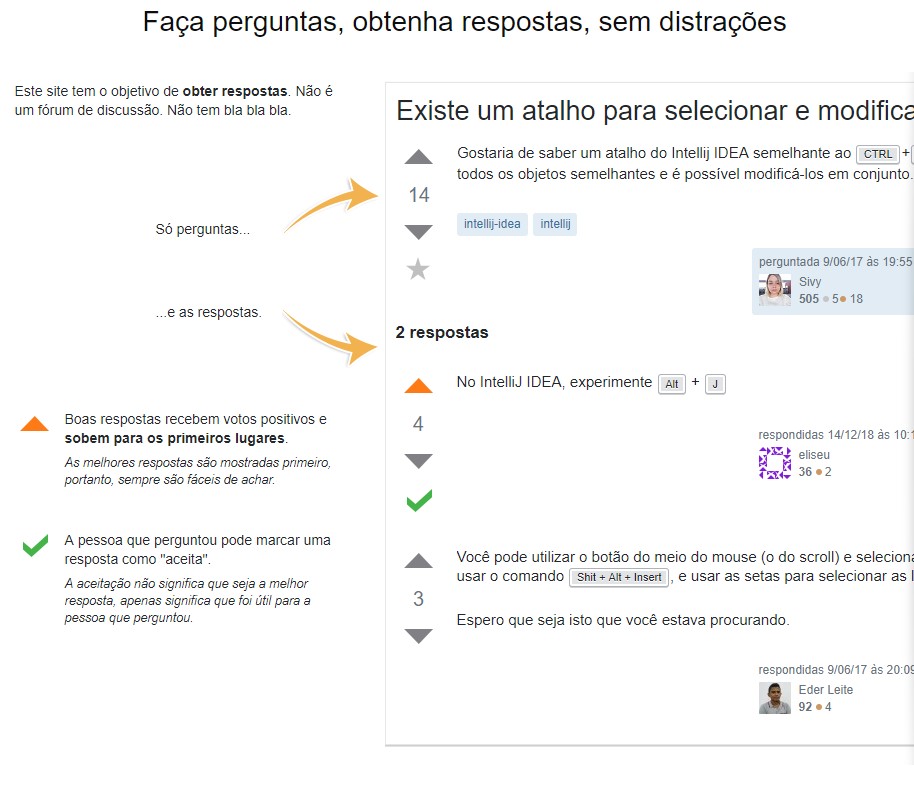 Faça perguntas, obtenha respostas, sem distrações
Este site tem o objetivo de obter respostas. Não é
um fórum de discussão. Não tem bla bla bla.
Só perguntas...
...e as respostas.
Boas respostas recebem votos positivos e
sobem para os primeiros lugares.
As melhores respostas são mostradas primeiro,
portanto, sempre são fáceis de achar.
A pessoa que perguntou pode marcar uma
resposta como "aceita".
A aceitação não significa que seja a melhor
resposta, apenas significa que foi útil para a
pessoa que perguntou.
Existe um atalho para selecionar e modifica
Gostaria de saber um atalho do Intellij IDEA semelhante ao CTRL +
todos os objetos semelhantes e é possível modificá-los em conjunto.
14
intellij-idea intellij
perguntada 9/06/17 às 19:55
Sivy
505 5 18
2 respostas
No IntelliJ IDEA, experimente Alt + J
4
respondidas 14/12/18 às 10:1
eliseu
36 2
Você pode utilizar o botão do meio do mouse (o do scroll) e seleciona
usar o comando Shit + Alt + Insert, e usar as setas para selecionar as
3
Espero que seja isto que você estava procurando.
respondidas 9/06/17 às 20:09
Eder Leite
92 4